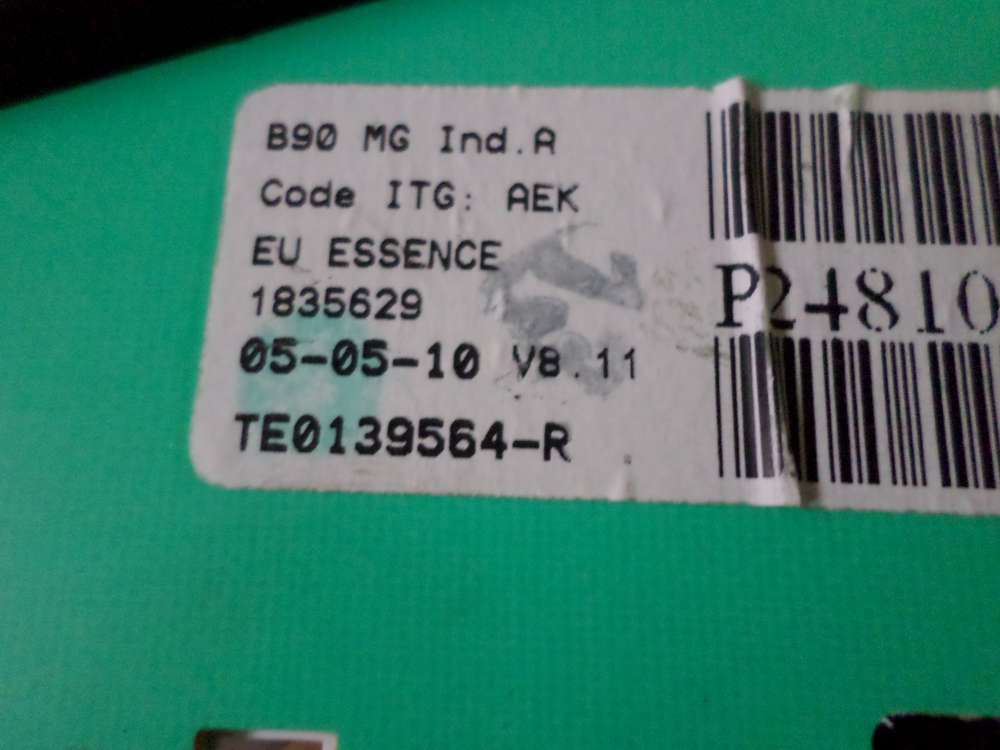 B90 MG Ind.A
Code ITG: AEK
EU ESSENCE
1835629
05-05-10 V8.11
TE0139564-R
P24810